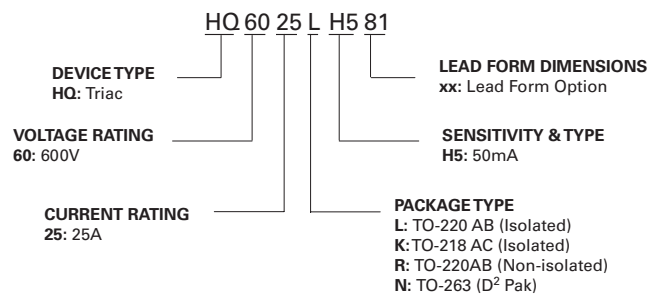 HQ 60 25 L H5 81
DEVICE TYPE
HQ: Triac
VOLTAGE RATING
60: 600V
CURRENT RATING
25: 25A
LEAD FORM DIMENSIONS
xx: Lead Form Option
SENSITIVITY & TYPE
H5: 50mA
PACKAGE TYPE
L: TO-220 AB (Isolated)
K: TO-218 AC (Isolated)
R: TO-220AB (Non-isolated)
N: TO-263 (D² Pak)